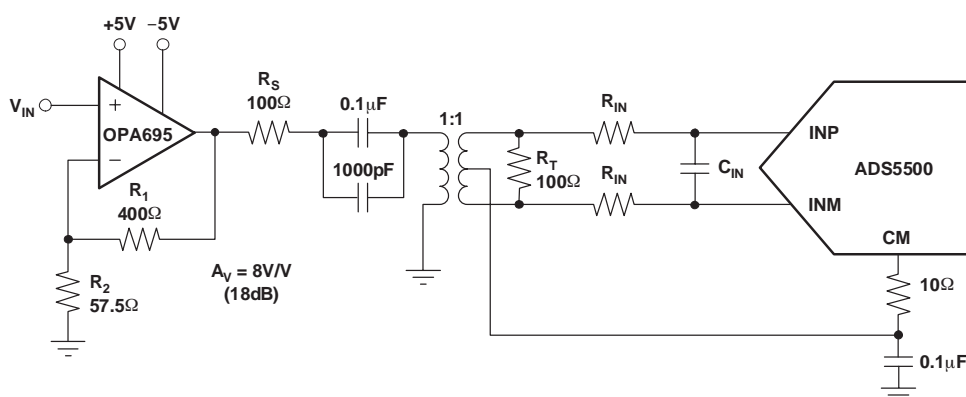 +5V
−5V
V_IN
+
−
OPA695
R_S
100Ω
0.1μF
1000pF
1:1
R_T
100Ω
R_IN
R_IN
C_IN
INP
INM
ADS5500
CM
10Ω
0.1μF
R_1
400Ω
R_2
57.5Ω
A_V = 8V/V
(18dB)